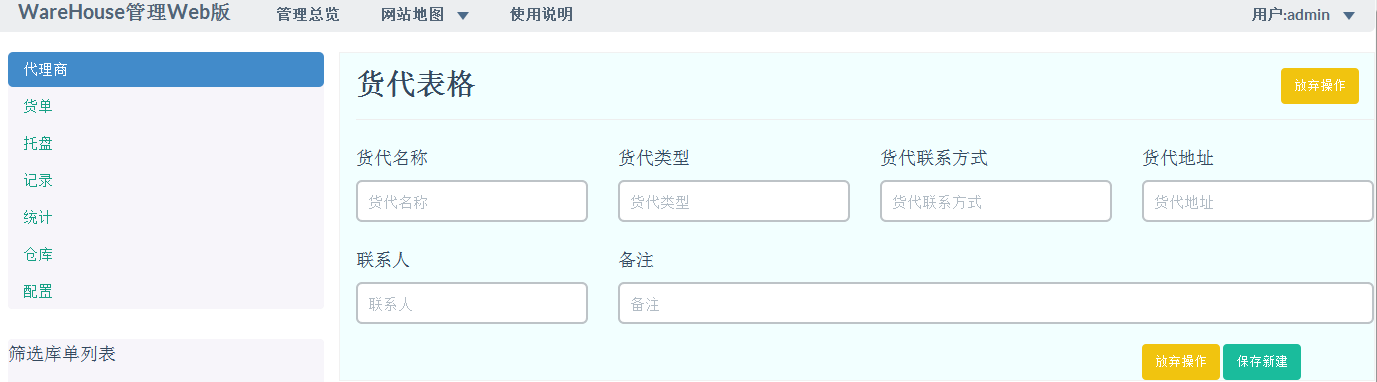 WareHouse管理Web版 管理总览 网站地图 使用说明 用户:admin
代理商
货单
托盘
记录
统计
仓库
配置
筛选库单列表
货代表格 放弃操作
货代名称 货代类型 货代联系方式 货代地址
货代名称 货代类型 货代联系方式 货代地址
联系人 备注
联系人 备注
放弃操作 保存新建